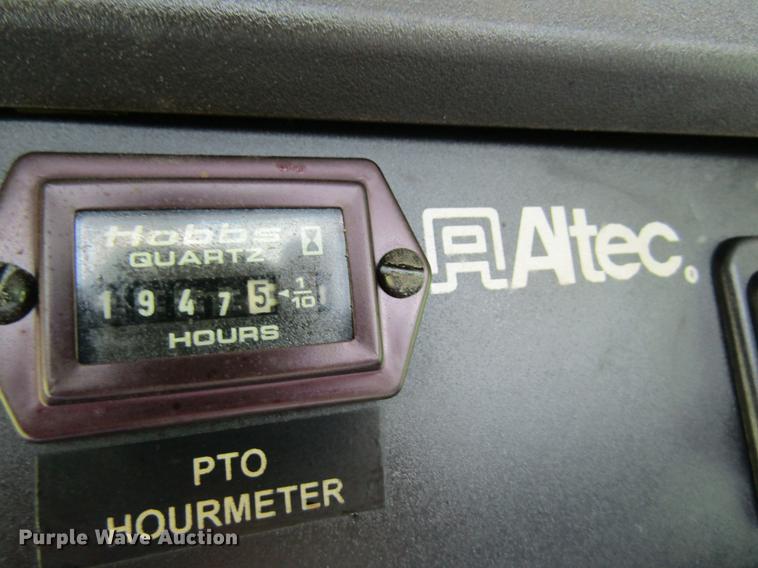 Hobbs
QUARTZ
19475 1/10
HOURS
Altec
PTO
HOURMETER
Purple Wave Auction